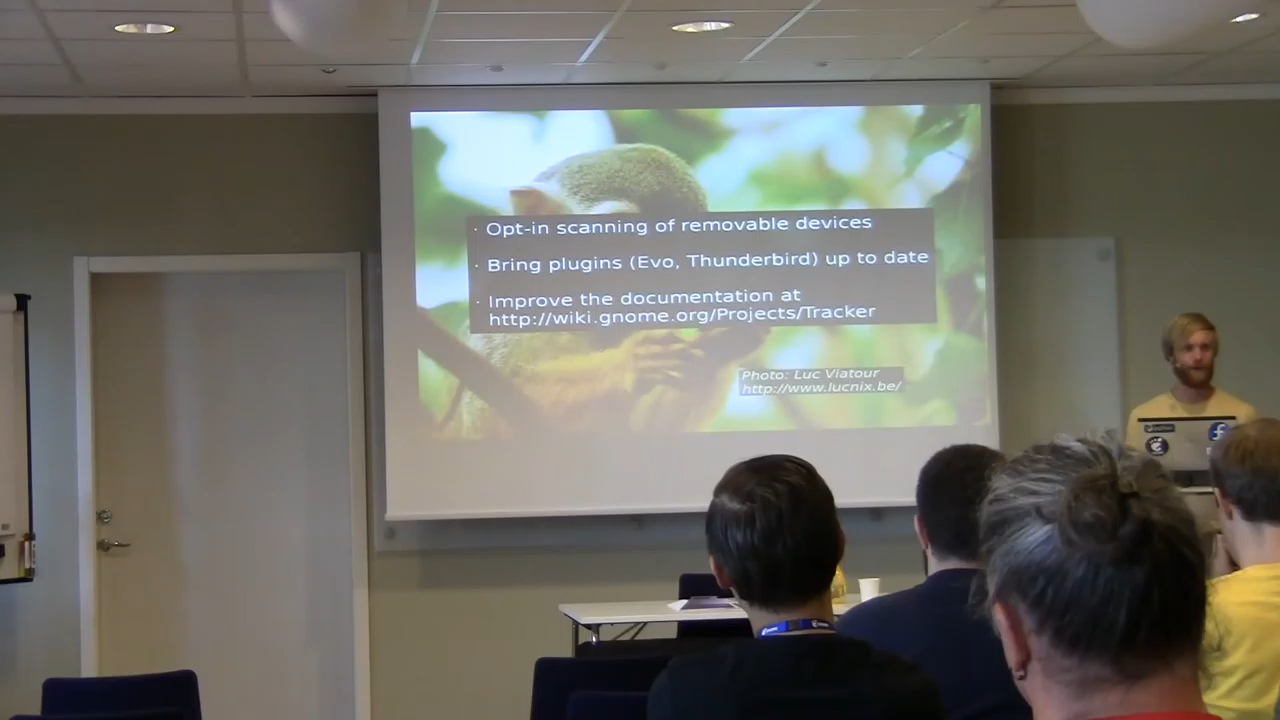 · Opt-in scanning of removable devices
· Bring plugins (Evo, Thunderbird) up to date
· Improve the documentation at
http://wiki.gnome.org/Projects/Tracker
Photo: Luc Viatour
http://www.lucnix.be/